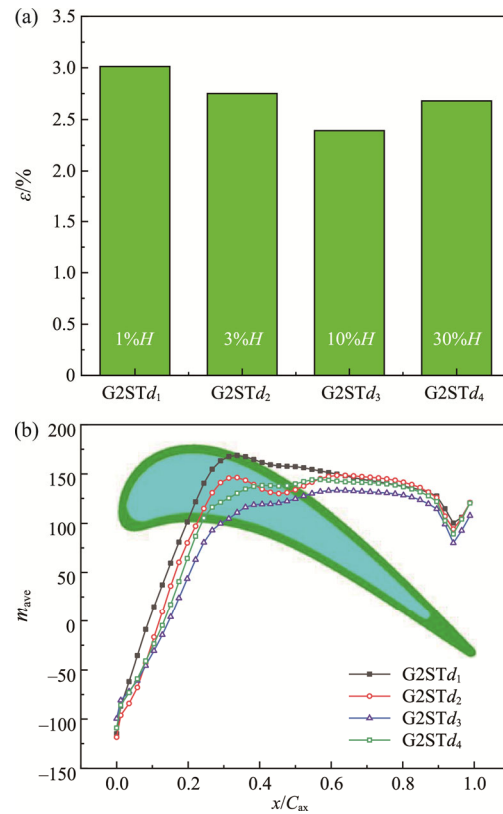 (a)
3.5
3.0
2.5
2.0
1.5
1.0
0.5
0
ε/%
1%H
3%H
10%H
30%H
G2STd₁
G2STd₂
G2STd₃
G2STd₄
(b)
200
150
100
50
0
−50
−100
−150
mₐᵥₑ
G2STd₁
G2STd₂
G2STd₃
G2STd₄
0.0
0.2
0.4
0.6
0.8
1.0
x/Cₐₓ